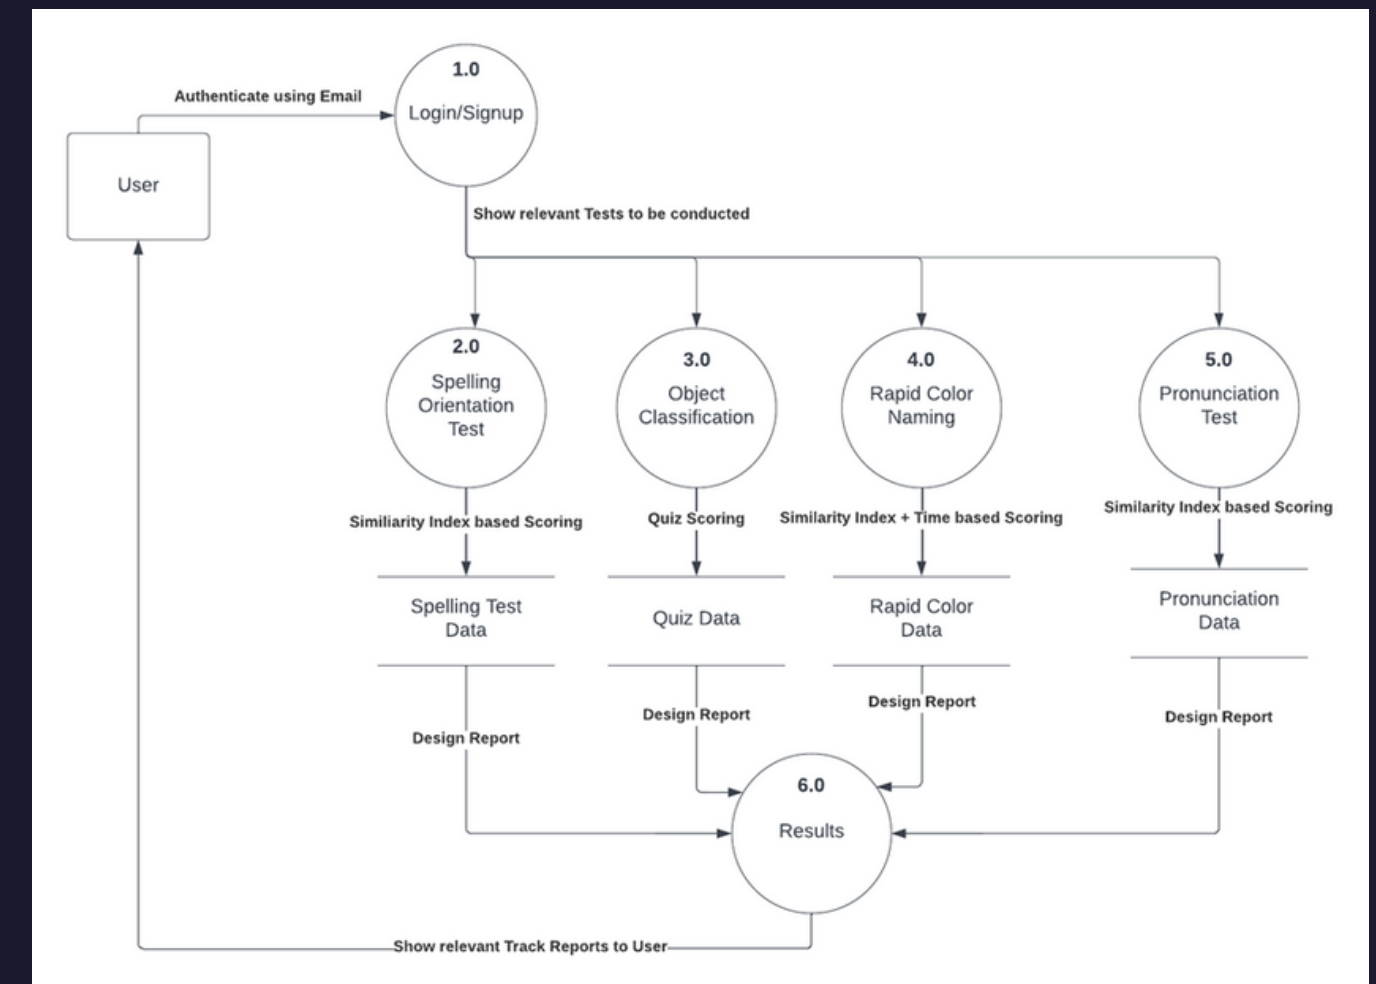 1.0
Authenticate using Email
Login/Signup
User
Show relevant Tests to be conducted
2.0
Spelling
Orientation
Test
3.0
Object
Classification
4.0
Rapid Color
Naming
5.0
Pronunciation
Test
Similiarity Index based Scoring
Quiz Scoring
Similarity Index + Time based Scoring
Similarity Index based Scoring
Spelling Test
Data
Quiz Data
Rapid Color
Data
Pronunciation
Data
Design Report
Design Report
Design Report
Design Report
6.0
Results
Show relevant Track Reports to User